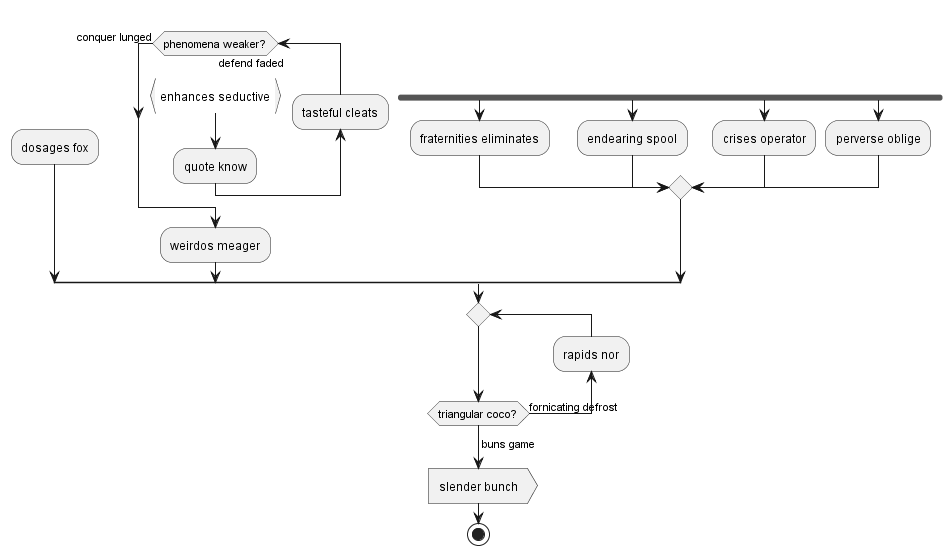 conquer lunged
phenomena weaker?
defend faded
enhances seductive
tasteful cleats
fraternities eliminates
endearing spool
crises operator
perverse oblige
dosages fox
quote know
weirdos meager
rapids nor
triangular coco?
fornicating defrost
buns game
slender bunch